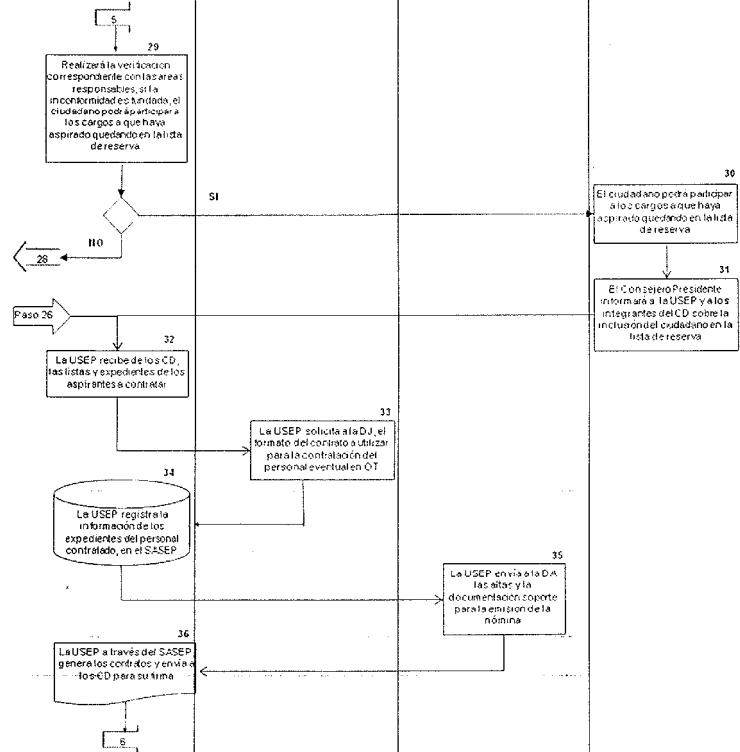 5
29
Realizará la verificacion
correspondiente con las areas
responsables, si la
inconformidad es fundada, el
ciudadano podrá participar a
los cargos a que haya
aspirado quedando en la lista
de reserva
SI
30
El ciudadano podrá participar
a los cargos a que haya
aspirado quedando en la lista
de reserva
NO
28
31
El Consejero Presidente
informará a la USEP y a los
integrantes del CD sobre la
inclusión del ciudadano en la
lista de reserva
Paso 26
32
La USEP recibe de los CD,
las listas y expedientes de los
aspirantes a contratar
33
La USEP solicita a la DJ, el
formato del contrato a utilizar
para la contratación del
personal eventual en OT
34
La USEP registra la
información de los
expedientes del personal
contratado, en el SASEP
35
La USEP envía a la DA
las altas y la
documentación soporte
para la emisión de la
nómina
36
La USEP a través del SASEP,
genera los contratos y envía a
los CD para su firma
6